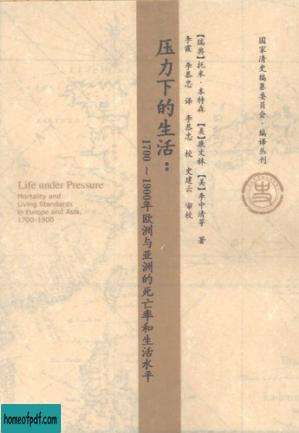 国家清史编纂委员会·编译丛刊
【瑞典】托米·本特森 【美】康文林 【美】李中清 等 著
李霞 李恭忠 译 李恭忠 校 史建云 审校
压力下的生活：
1700～1900年欧洲与亚洲的死亡率和生活水平
Life under Pressure
Mortality and
Living Standards
in Europe and Asia,
1700-1900
homeofpdf.com